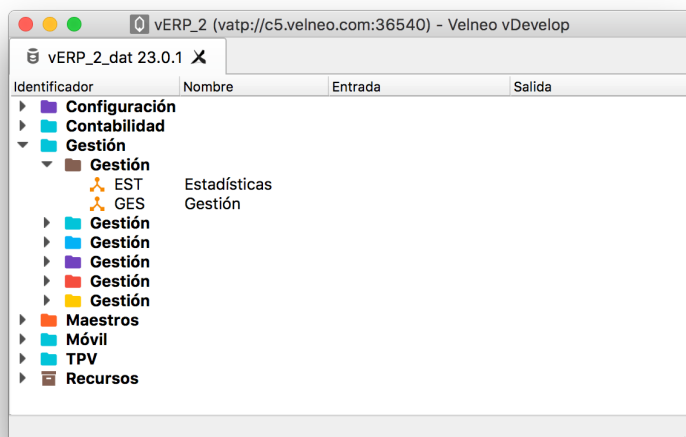 vERP_2 (vatp://c5.velneo.com:36540) - Velneo vDevelop
vERP_2_dat 23.0.1
Identificador Nombre Entrada Salida
Configuración
Contabilidad
Gestión
Gestión
EST Estadísticas
GES Gestión
Gestión
Gestión
Gestión
Gestión
Gestión
Maestros
Móvil
TPV
Recursos